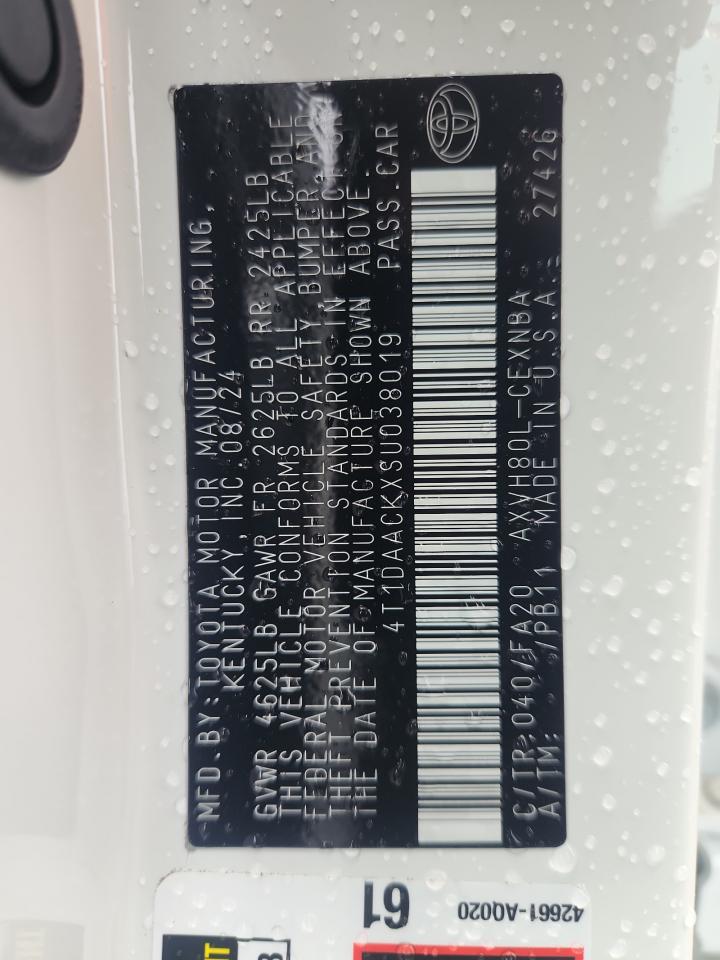 MFD.BY:TOYOTA MOTOR MANUFACTURING,
KENTUCKY,INC 08/24
GVWR 4625LB GAWR FR 2625LB RR 2425LB
THIS VEHICLE CONFORMS TO ALL APPLICABLE
FEDERAL MOTOR VEHICLE SAFETY, BUMPER, AND
THEFT PREVENTION STANDARDS IN EFFECT ON
THE DATE OF MANUFACTURE SHOWN ABOVE.
4T1DAACKXSU038019 PASS.CAR
C/TR:040/FA20 AXVH80L-CEXNBA
A/TM: /PB11 MADE IN U.S.A. 27426
61
42661-AQ020